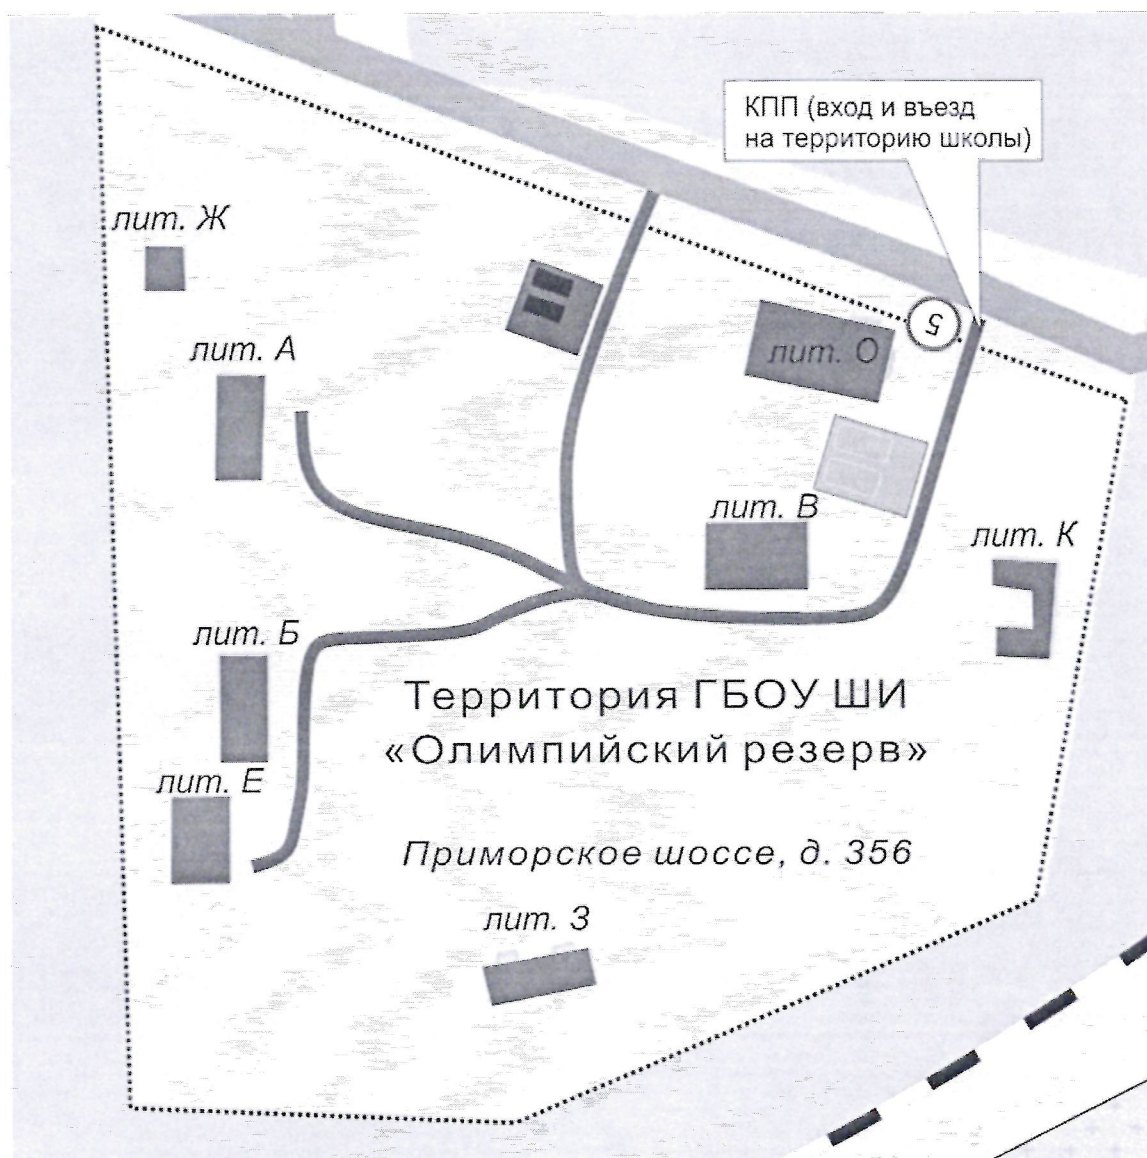 КПП (вход и въезд
на территорию школы)
лит. Ж
5
лит. А
лит. О
лит. В
лит. К
лит. Б
Территория ГБОУ ШИ
«Олимпийский резерв»
лит. Е
Приморское шоссе, д. 356
лит. З